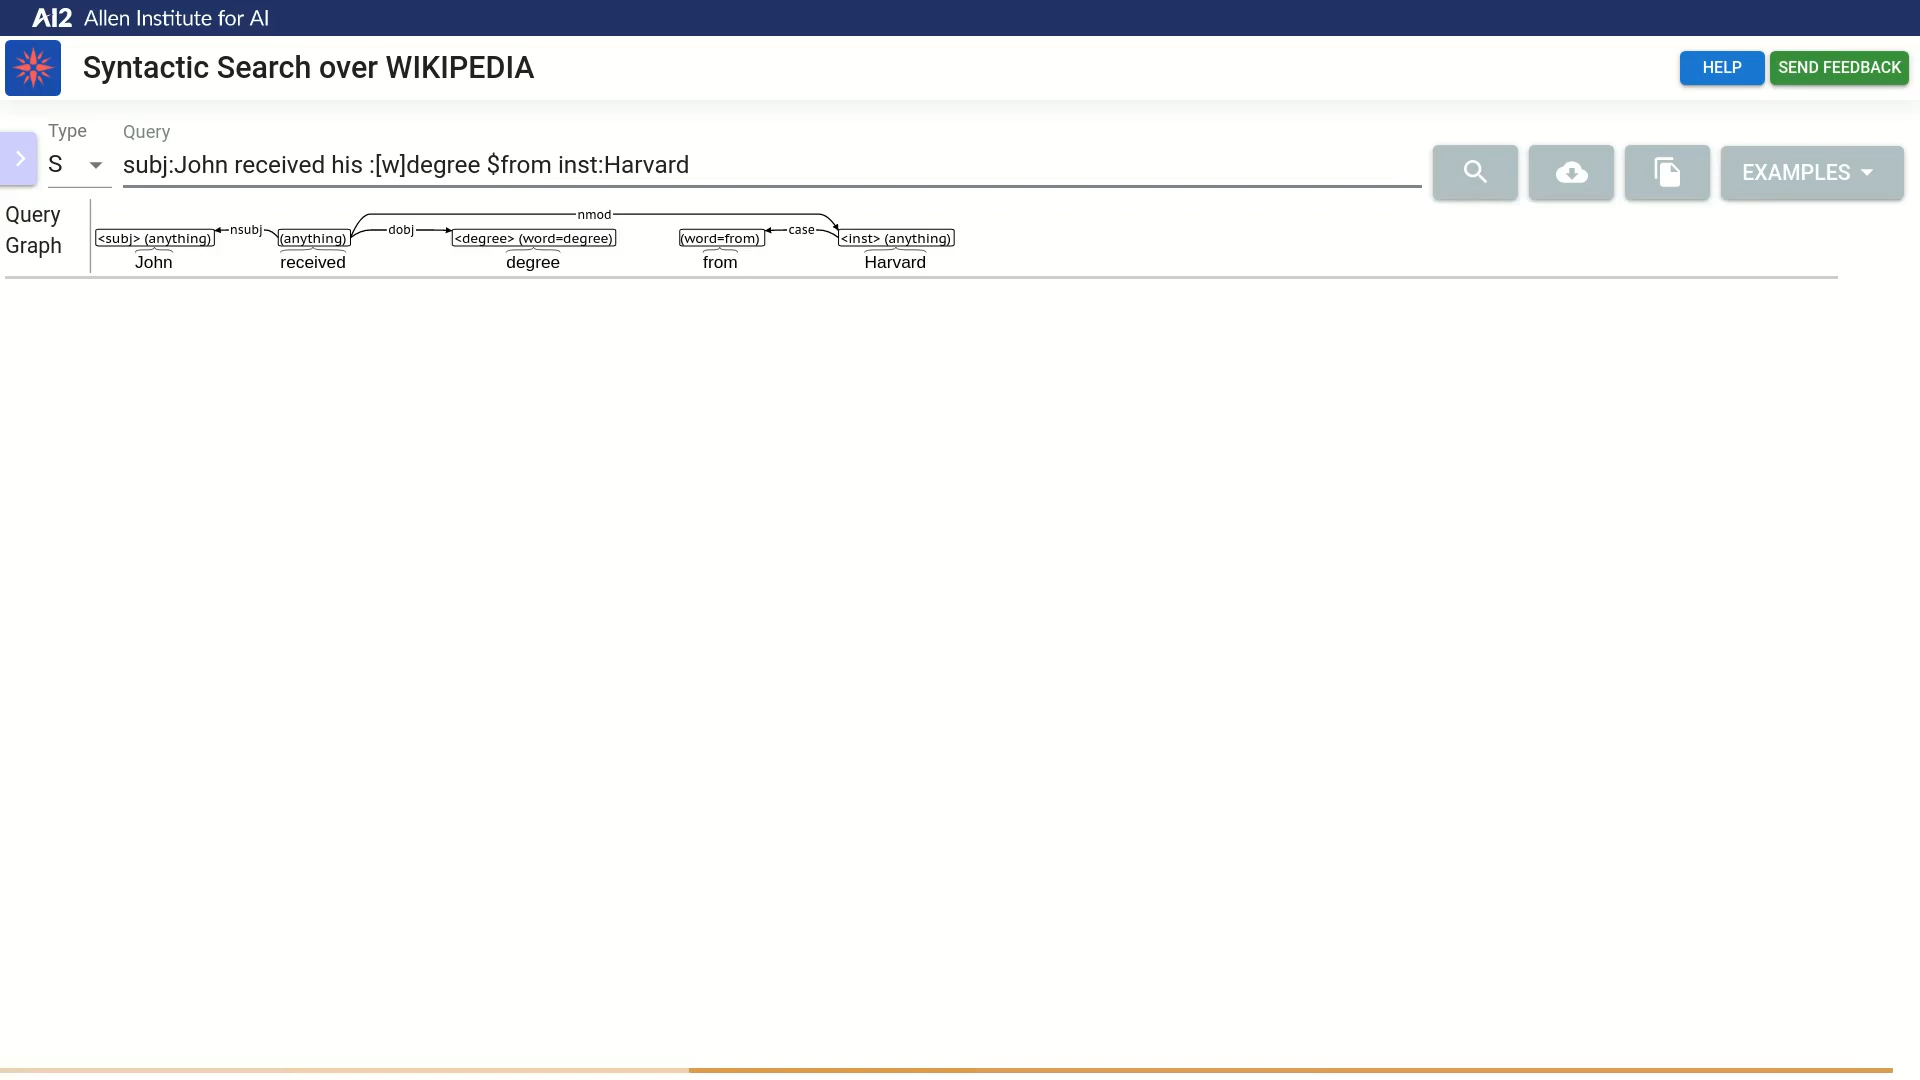 AI2 Allen Institute for AI
Syntactic Search over WIKIPEDIA
HELP
SEND FEEDBACK
Type
Query
S
subj:John received his :[w]degree $from inst:Harvard
EXAMPLES
Query
Graph
nmod
nsubj
dobj
case
<subj> (anything)
(anything)
<degree> (word=degree)
(word=from)
<inst> (anything)
John
received
degree
from
Harvard